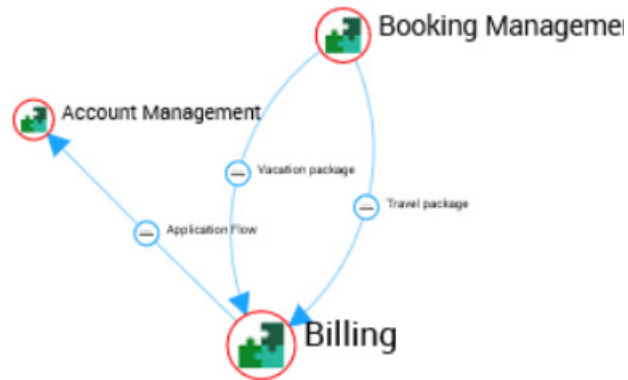 Booking Managemen
Account Management
Vacation package
Travel package
Application Flow
Billing